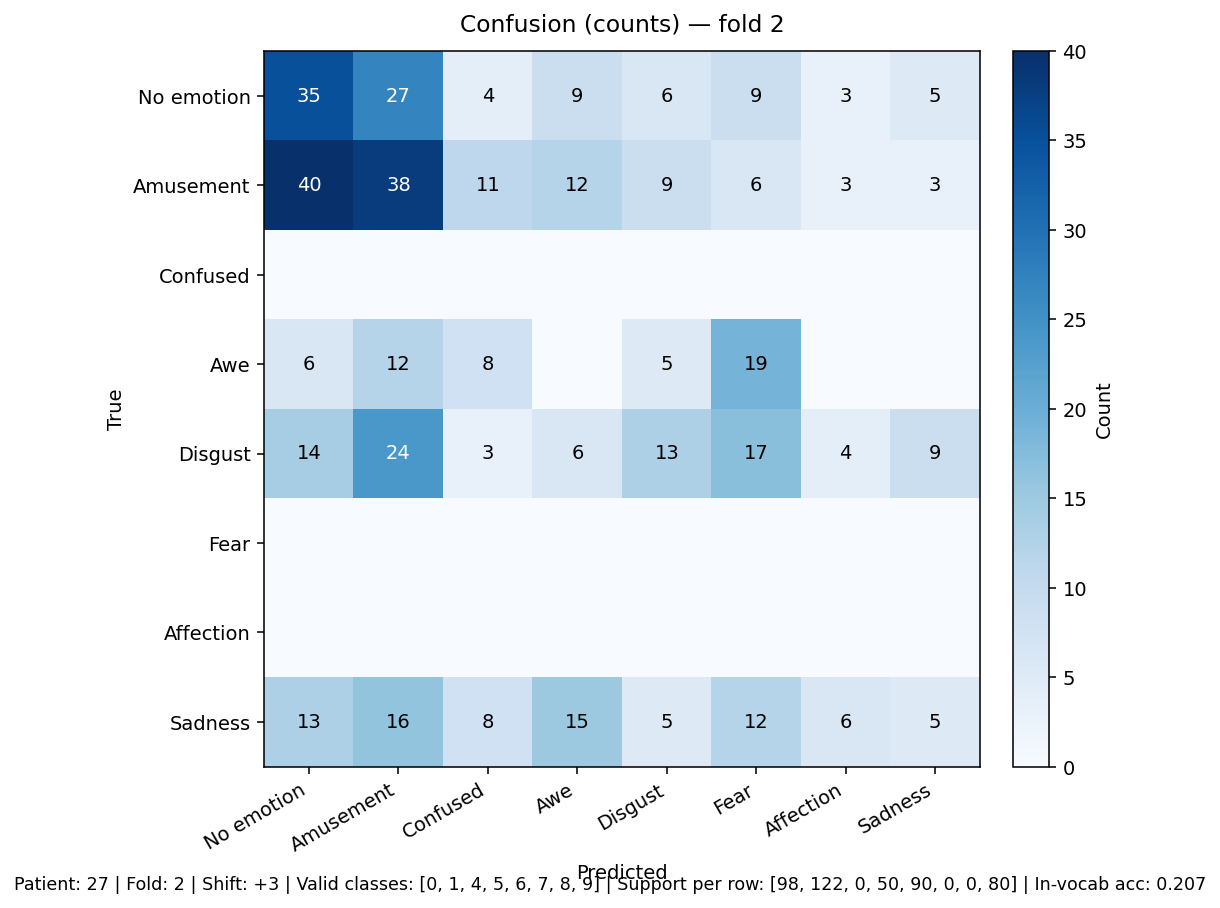 Confusion (counts) — fold 2
No emotion 35 27 4 9 6 9 3 5
Amusement 40 38 11 12 9 6 3 3
Confused
Awe 6 12 8 5 19
Disgust 14 24 3 6 13 17 4 9
Fear
Affection
Sadness 13 16 8 15 5 12 6 5
True
No emotion Amusement Confused Awe Disgust Fear Affection Sadness
Predicted
40
35
30
25
20
15
10
5
0
Count
Patient: 27 | Fold: 2 | Shift: +3 | Valid classes: [0, 1, 4, 5, 6, 7, 8, 9] | Support per row: [98, 122, 0, 50, 90, 0, 0, 80] | In-vocab acc: 0.207